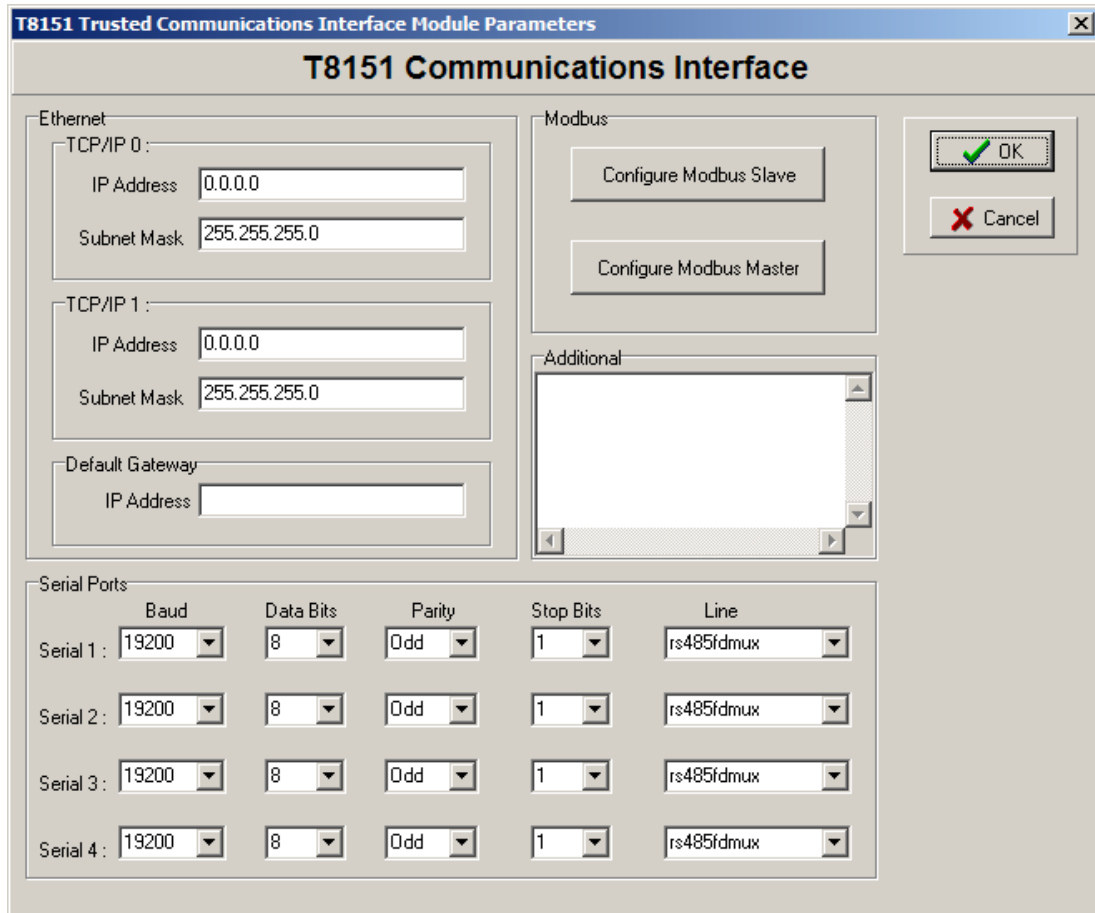 T8151 Trusted Communications Interface Module Parameters
T8151 Communications Interface
Ethernet
TCP/IP 0 :
IP Address 0.0.0.0
Subnet Mask 255.255.255.0
TCP/IP 1 :
IP Address 0.0.0.0
Subnet Mask 255.255.255.0
Default Gateway
IP Address
Modbus
Configure Modbus Slave
Configure Modbus Master
Additional
OK
Cancel
Serial Ports
Baud Data Bits Parity Stop Bits Line
Serial 1 : 19200 8 Odd 1 rs485fdmux
Serial 2 : 19200 8 Odd 1 rs485fdmux
Serial 3 : 19200 8 Odd 1 rs485fdmux
Serial 4 : 19200 8 Odd 1 rs485fdmux